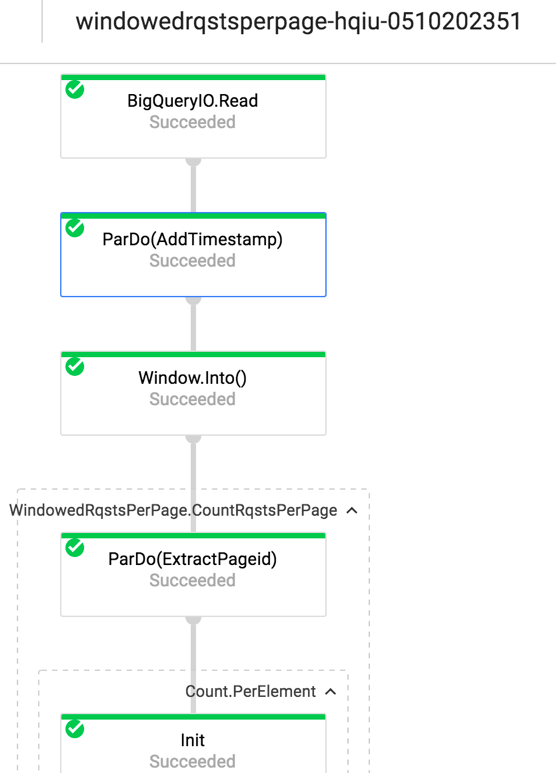 windowedrqstsperpage-hqiu-0510202351
BigQueryIO.Read
Succeeded
ParDo(AddTimestamp)
Succeeded
Window.Into()
Succeeded
WindowedRqstsPerPage.CountRqstsPerPage
ParDo(ExtractPageid)
Succeeded
Count.PerElement
Init
Succeeded